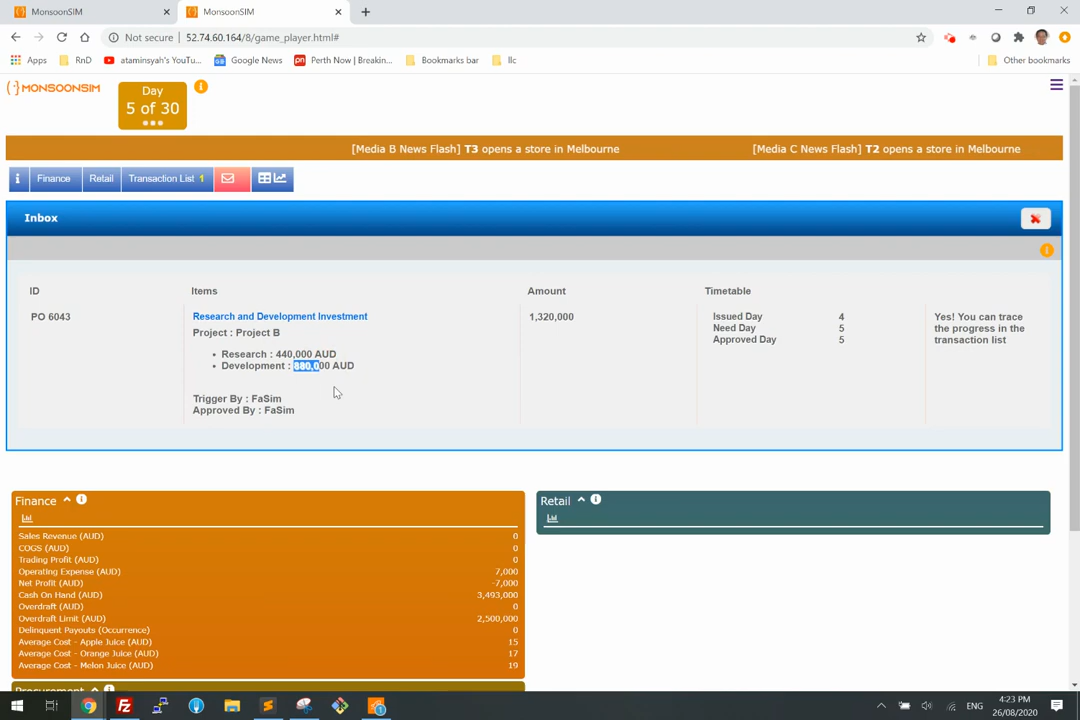 MonsoonSIM
MonsoonSIM
Not secure | 52.74.60.164/8/game_player.html#
Apps RnD ataminsyah's YouTu... Google News Perth Now | Breakin... Bookmarks bar llc Other bookmarks
MONSOONSIM
Day
5 of 30
[Media B News Flash] T3 opens a store in Melbourne [Media C News Flash] T2 opens a store in Melbourne
Finance Retail Transaction List 1
Inbox
ID Items Amount Timetable
PO 6043 Research and Development Investment 1,320,000 Issued Day 4 Yes! You can trace
Need Day 5 the progress in the
Approved Day 5 transaction list
Project : Project B
• Research : 440,000 AUD
• Development : 880,000 AUD
Trigger By : FaSim
Approved By : FaSim
Finance
Retail
Sales Revenue (AUD) 0
COGS (AUD) 0
Trading Profit (AUD) 0
Operating Expense (AUD) 7,000
Net Profit (AUD) -7,000
Cash On Hand (AUD) 3,493,000
Overdraft (AUD) 0
Overdraft Limit (AUD) 2,500,000
Delinquent Payouts (Occurrence) 0
Average Cost - Apple Juice (AUD) 15
Average Cost - Orange Juice (AUD) 17
Average Cost - Melon Juice (AUD) 19
Procurement
ENG
4:23 PM
26/08/2020